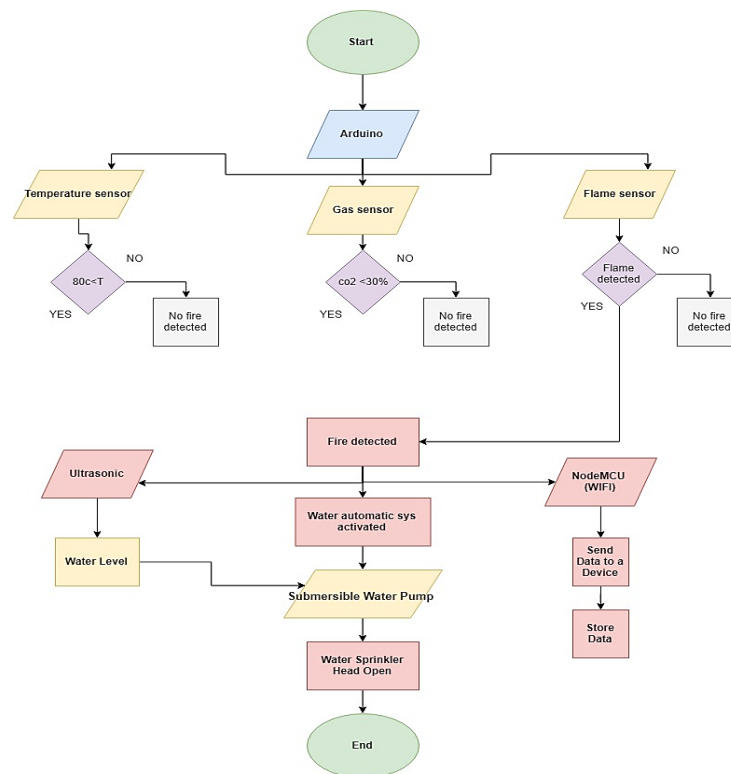 Start
Arduino
Temperature sensor
Gas sensor
Flame sensor
80c<T
NO
YES
No fire
detected
co2 <30%
NO
YES
No fire
detected
Flame
detected
NO
YES
No fire
detected
Fire detected
Ultrasonic
NodeMCU
(WIFI)
Water automatic sys
activated
Water Level
Send
Data to a
Device
Submersible Water Pump
Store
Data
Water Sprinkler
Head Open
End